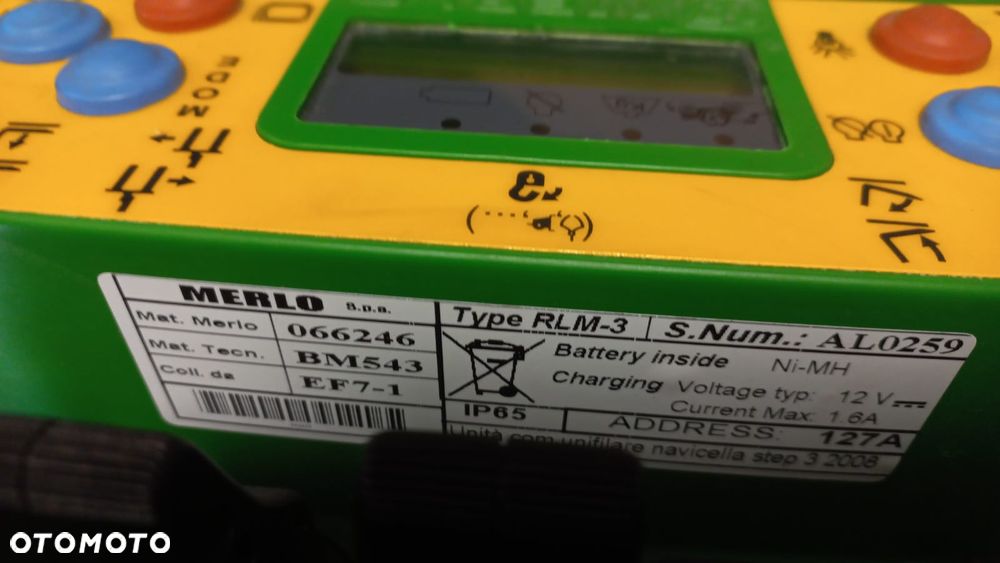 MODE
MERLO s.p.a.
Mat. Merlo 066246
Mat. Tecn. BM543
Coll. da EF7-1
Type RLM-3 S.Num.: AL0259
Battery inside Ni-MH
Charging Voltage typ: 12 V
Current Max: 1.6A
IP65 ADDRESS: 127A
Unità com unifilare navicella step 3 2008
OTOMOTO